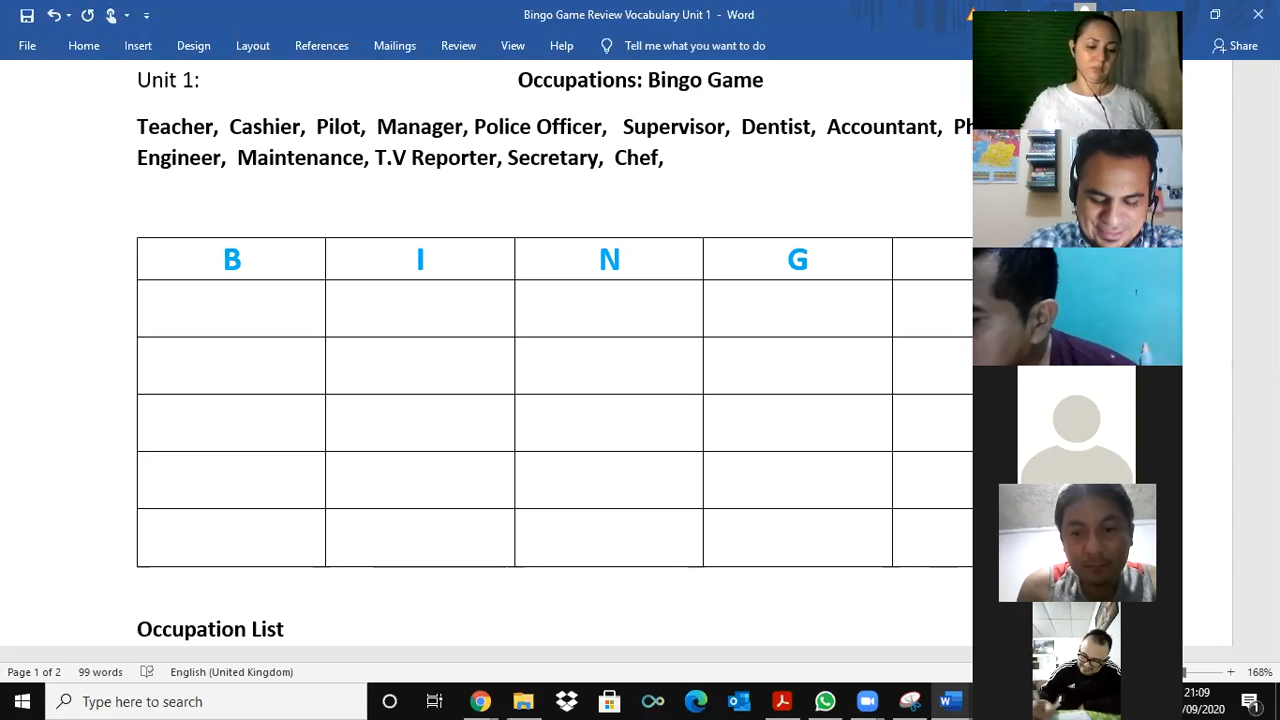 Bingo Game Review Vocabulary Unit 1 - Word
File Home Insert Design Layout References Mailings Review View Help Tell me what you want to do Share
Unit 1: Occupations: Bingo Game
Teacher, Cashier, Pilot, Manager, Police Officer, Supervisor, Dentist, Accountant,
Engineer, Maintenance, T.V Reporter, Secretary, Chef,
B I N G
Occupation List
Page 1 of 2 99 words English (United Kingdom) 168%
Type here to search
21:09
/09/2020